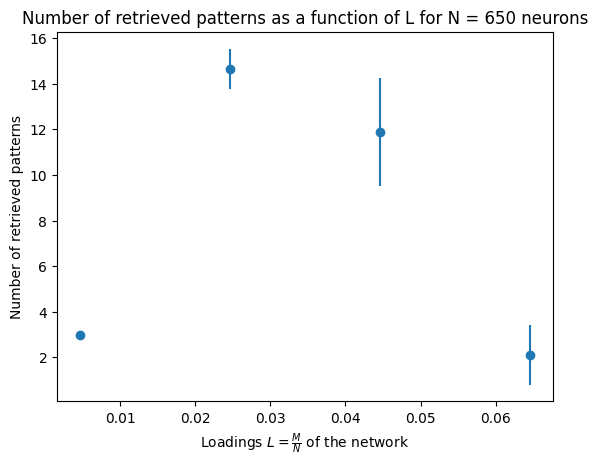 Number of retrieved patterns as a function of L for N = 650 neurons
Number of retrieved patterns
16
14
12
10
8
6
4
2
0.01 0.02 0.03 0.04 0.05 0.06
Loadings $L = \frac{M}{N}$ of the network